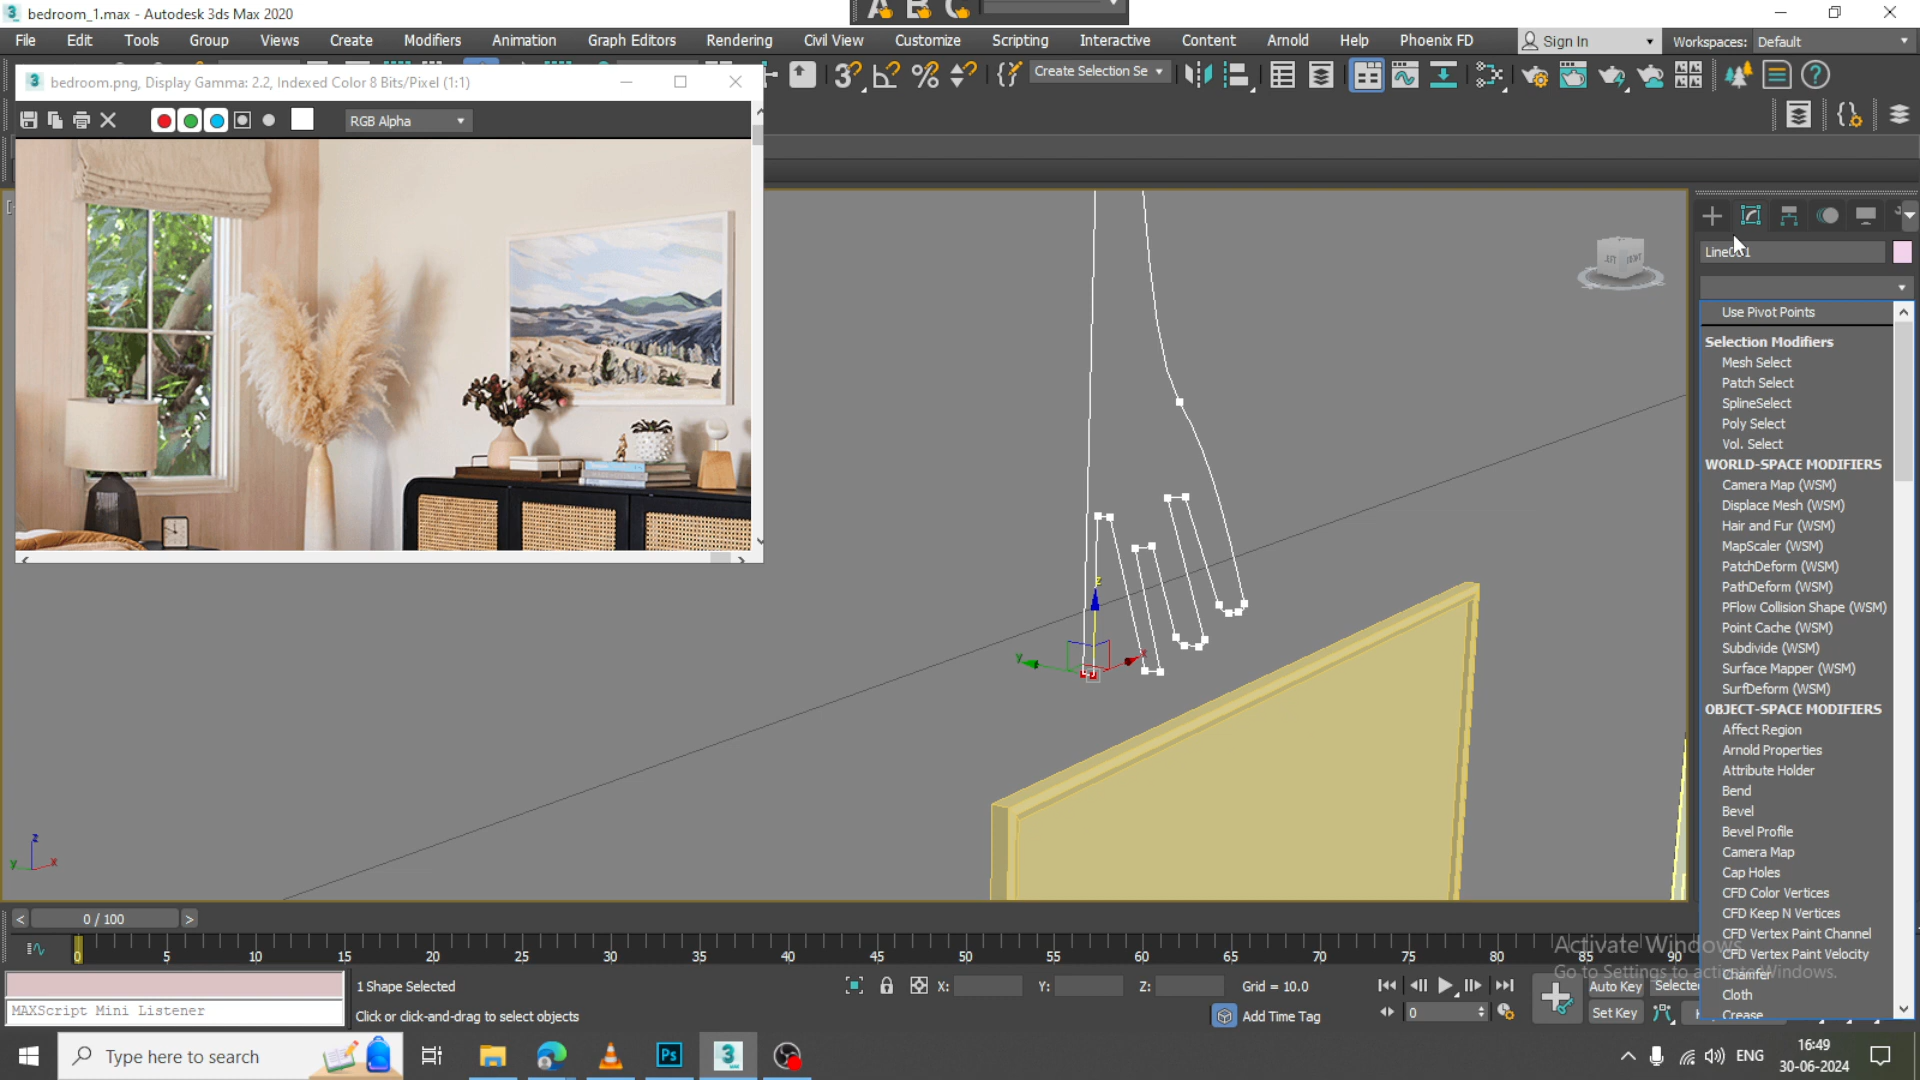 bedroom_1.max - Autodesk 3ds Max 2020
File Edit Tools Group Views Create Modifiers Animation Graph Editors Rendering Civil View Customize Scripting Interactive Content Arnold Help Phoenix FD Sign In Workspaces: Default
bedroom.png, Display Gamma: 2.2, Indexed Color 8 Bits/Pixel (1:1)
Create Selection Se
RGB Alpha
Use Pivot Points
Selection Modifiers
Mesh Select
Patch Select
SplineSelect
Poly Select
Vol. Select
WORLD-SPACE MODIFIERS
Camera Map (WSM)
Displace Mesh (WSM)
Hair and Fur (WSM)
MapScaler (WSM)
PatchDeform (WSM)
PathDeform (WSM)
PFlow Collision Shape (WSM)
Point Cache (WSM)
Subdivide (WSM)
Surface Mapper (WSM)
SurfDeform (WSM)
OBJECT-SPACE MODIFIERS
Affect Region
Arnold Properties
Attribute Holder
Bend
Bevel
Bevel Profile
Camera Map
Cap Holes
CFD Color Vertices
CFD Keep N Vertices
CFD Vertex Paint Channel
CFD Vertex Paint Velocity
Chamfer
Cloth
Crease
z
y
x
z
y
x
< 0 / 100 >
0 5 10 15 20 25 30 35 40 45 50 55 60 65 70 75 80 85 90
Activate Windows
Go to Settings to activate Windows.
1 Shape Selected
X: Y: Z: Grid = 10.0
Auto Key Selected
MAXScript Mini Listener
Click or click-and-drag to select objects
Add Time Tag
0
Set Key
Type here to search
Ps
3
ENG
16:49
30-06-2024